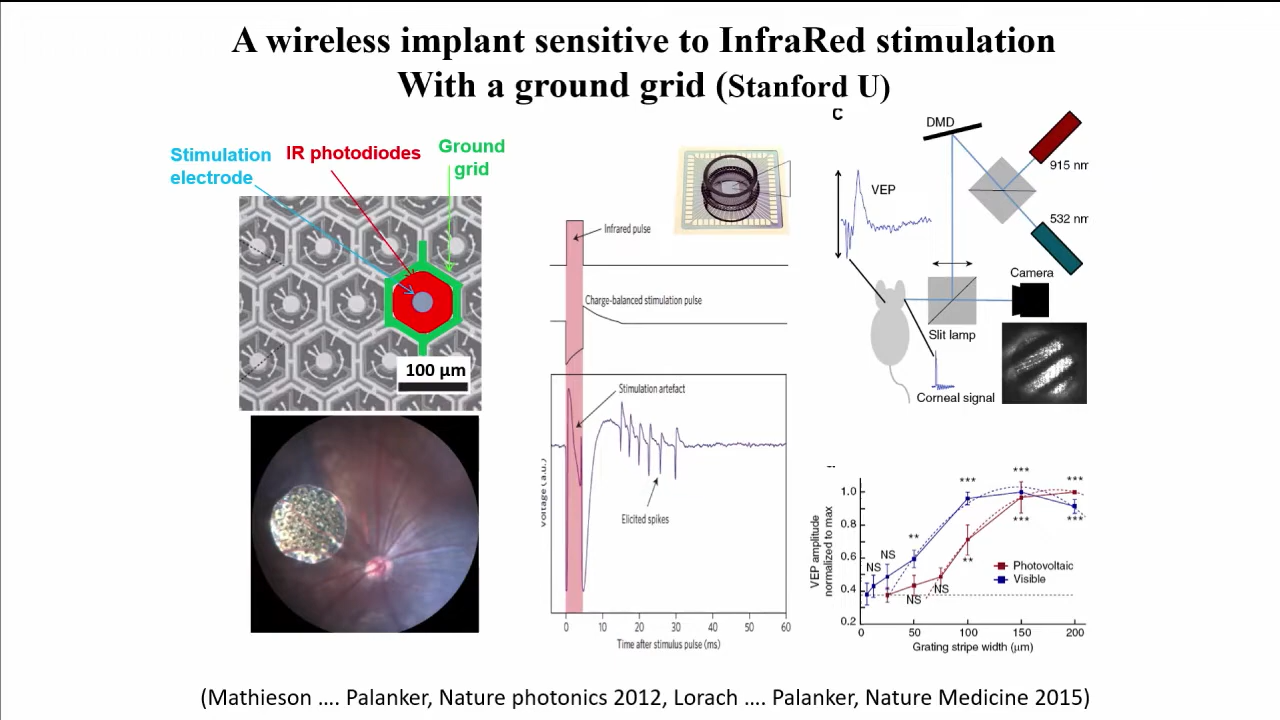 A wireless implant sensitive to InfraRed stimulation
With a ground grid (Stanford U)
Stimulation
electrode
IR photodiodes
Ground
grid
100 µm
Infrared pulse
Charge-balanced stimulation pulse
Stimulation artefact
Elicited spikes
Voltage (a.u.)
0 10 20 30 40 50 60
Time after stimulus pulse (ms)
C
DMD
915 nm
VEP
532 nm
Camera
Slit lamp
Corneal signal
VEP amplitude
normalized to max
1.0
0.8
0.6
0.4
0.2
NS
NS
**
***
***
***
NS
NS
**
***
***
Photovoltaic
Visible
0 50 100 150 200
Grating stripe width (µm)
(Mathieson .... Palanker, Nature photonics 2012, Lorach .... Palanker, Nature Medicine 2015)